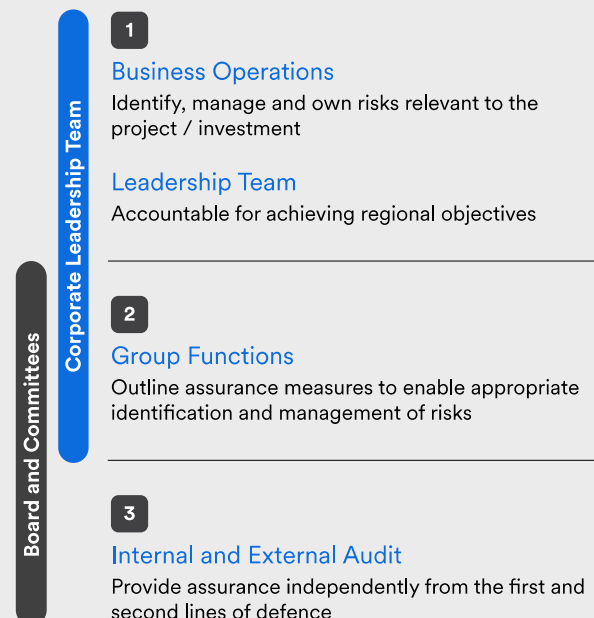 1
Business Operations
Identify, manage and own risks relevant to the
project / investment
Leadership Team
Accountable for achieving regional objectives
Corporate Leadership Team
2
Group Functions
Outline assurance measures to enable appropriate
identification and management of risks
Board and Committees
3
Internal and External Audit
Provide assurance independently from the first and
second lines of defence